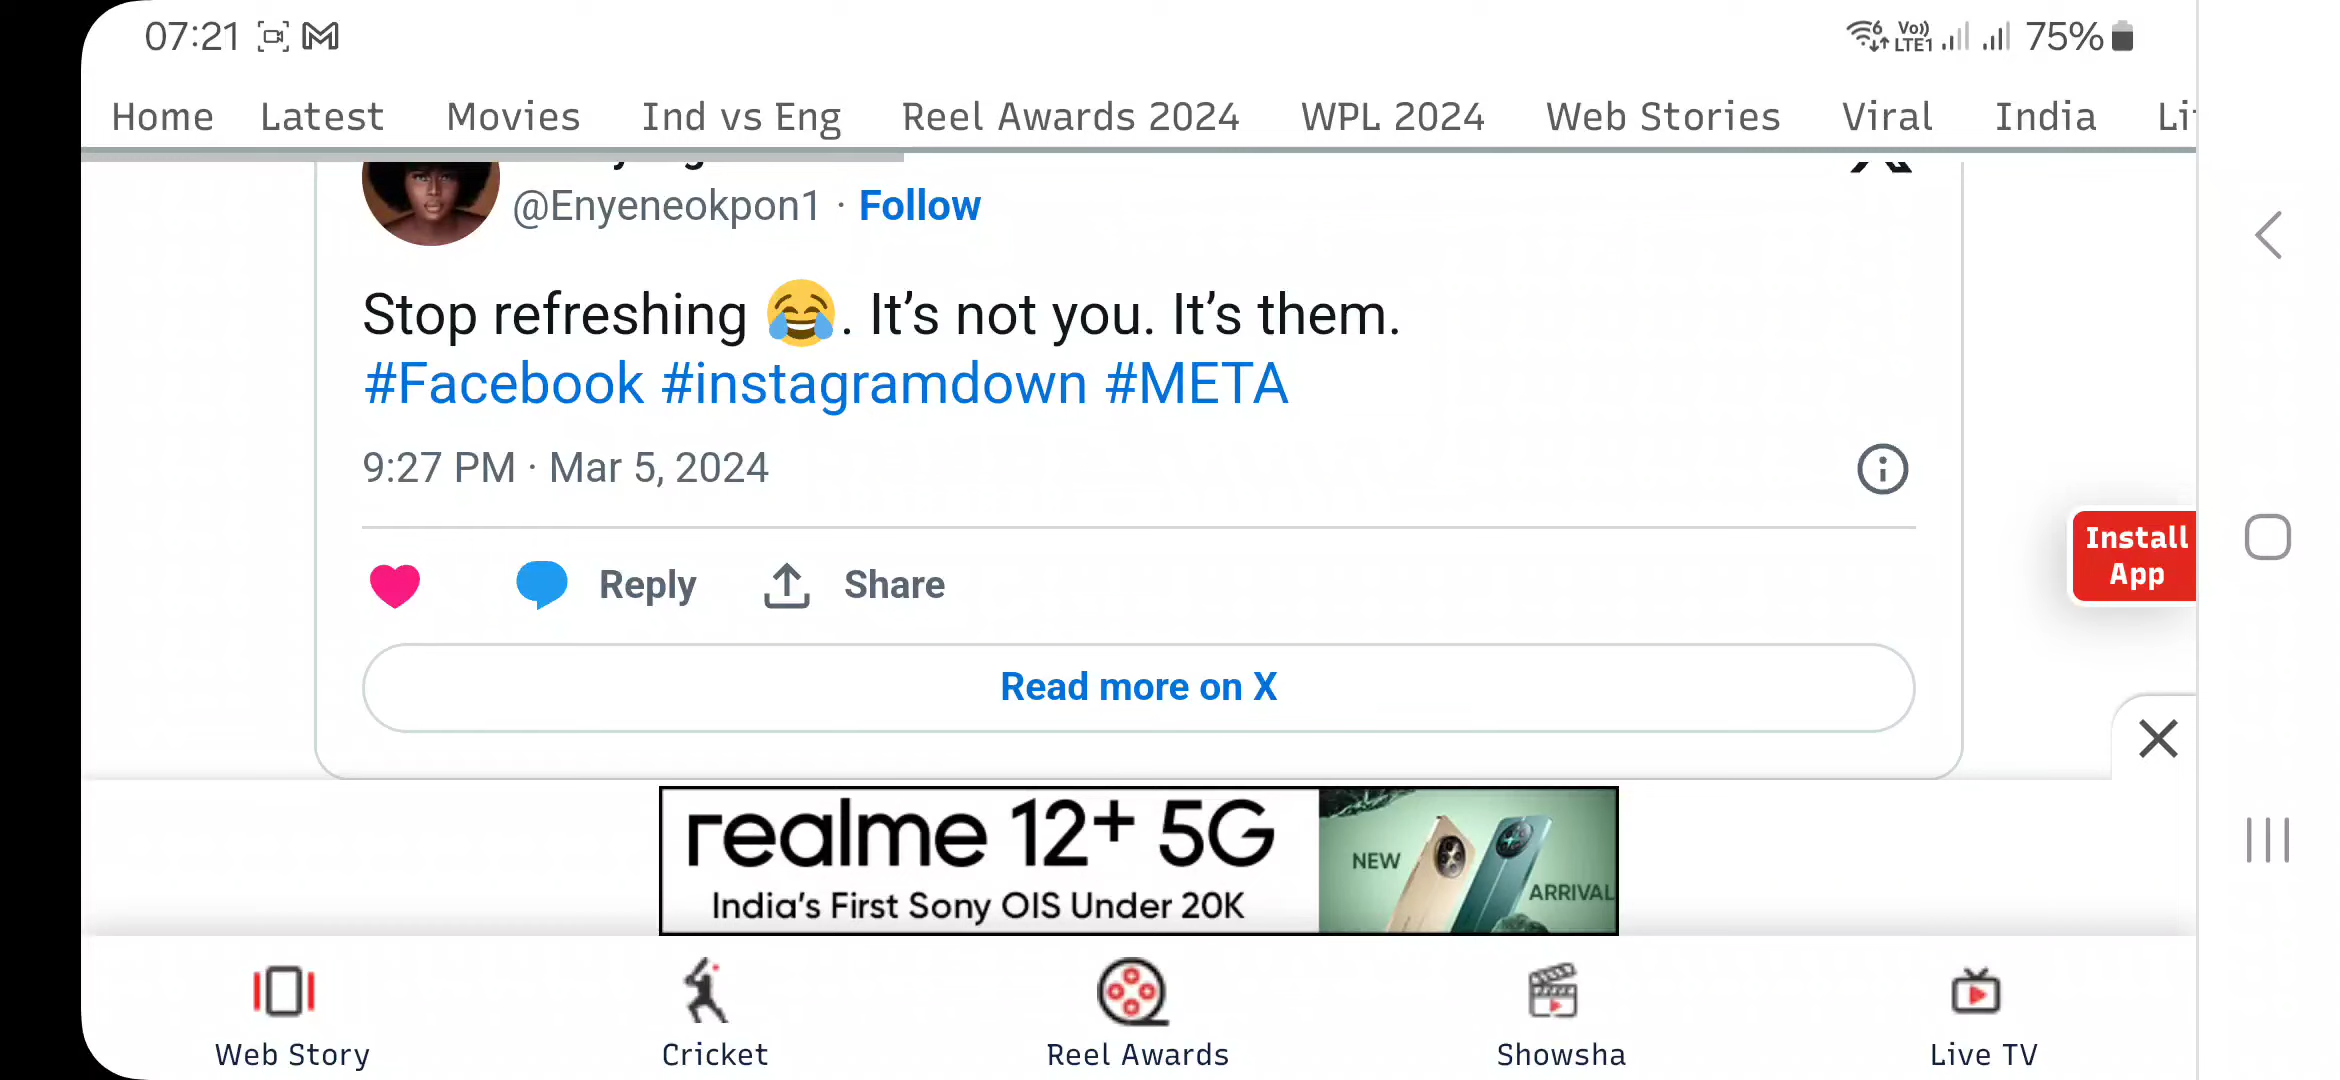 07:21
Vo)) LTE1 75%
Home Latest Movies Ind vs Eng Reel Awards 2024 WPL 2024 Web Stories Viral India
@Enyeneokpon1 · Follow
Stop refreshing 😂. It’s not you. It’s them.
#Facebook #instagramdown #META
9:27 PM · Mar 5, 2024
Reply Share
Install
App
Read more on X
realme 12+ 5G
India’s First Sony OIS Under 20K
NEW
ARRIVAL
Web Story Cricket Reel Awards Showsha Live TV